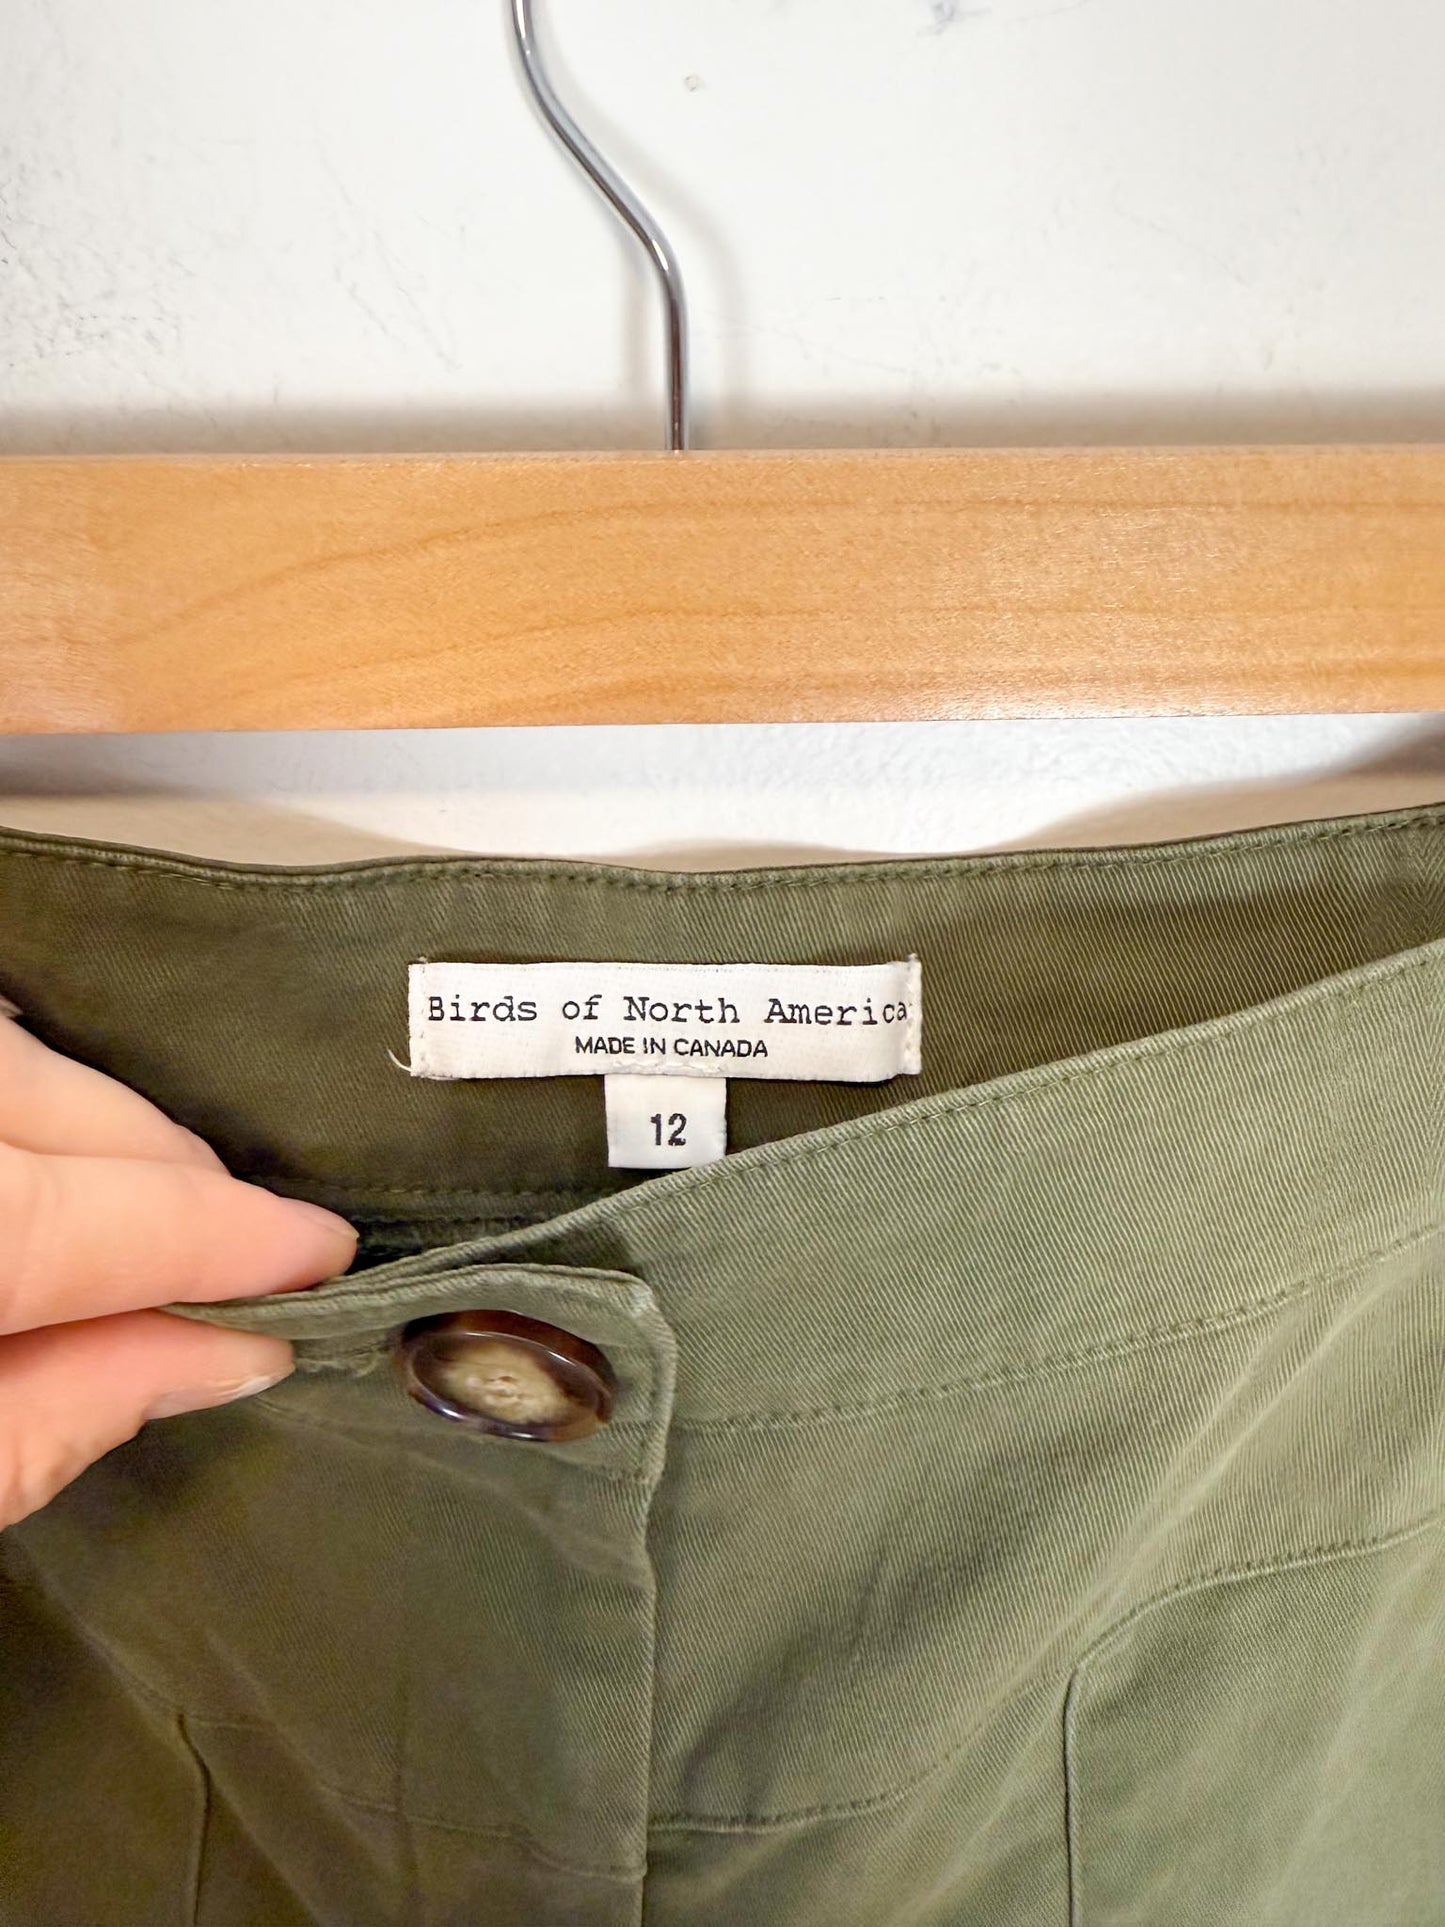 Birds of North America
MADE IN CANADA
12